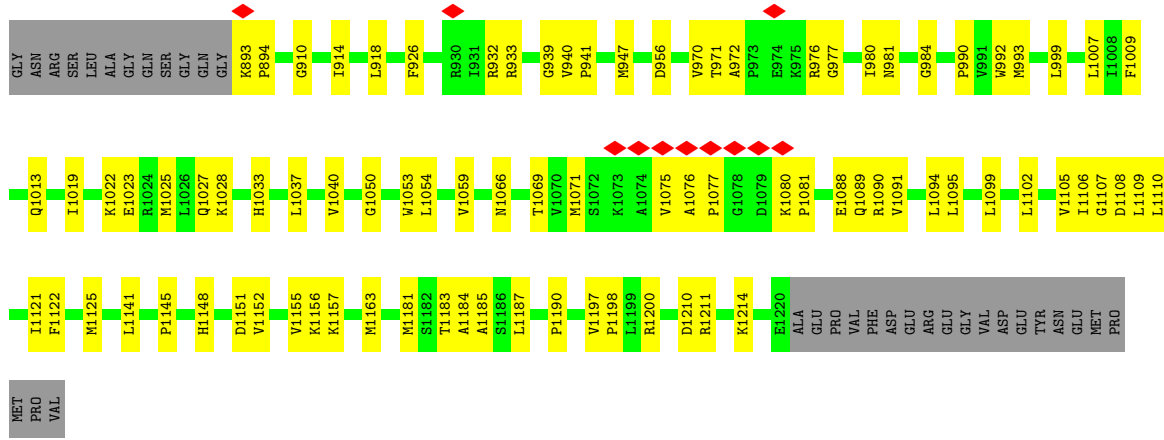 GLY ASN ARG SER LEU ALA GLY GLN SER GLY GLN GLY K893 P894 G910 I914 L918 F926 R930 I931 R932 R933 G939 V940 P941 M947 D956 V970 T971 A972 P973 E974 K975 R976 G977 I980 N981 G984 P990 V991 W992 M993 L999 L1007 I1008 F1009
Q1013 I1019 K1022 E1023 R1024 M1025 L1026 Q1027 K1028 H1033 L1037 V1040 G1050 W1053 L1054 V1059 N1066 T1069 V1070 M1071 S1072 K1073 A1074 V1075 A1076 P1077 G1078 D1079 K1080 P1081 E1088 Q1089 R1090 V1091 L1094 L1095 L1099 L1102 V1105 I1106 G1107 D1108 L1109 L1110
I1121 F1122 M1125 L1141 P1145 H1148 D1151 V1152 V1155 K1156 K1157 M1163 M1181 S1182 T1183 A1184 A1185 S1186 L1187 P1190 V1197 P1198 L1199 R1200 D1210 R1211 K1214 E1220 ALA GLU PRO VAL PHE ASP GLU ARG GLU GLY VAL ASP GLU TYR ASN GLU MET PRO
MET PRO VAL